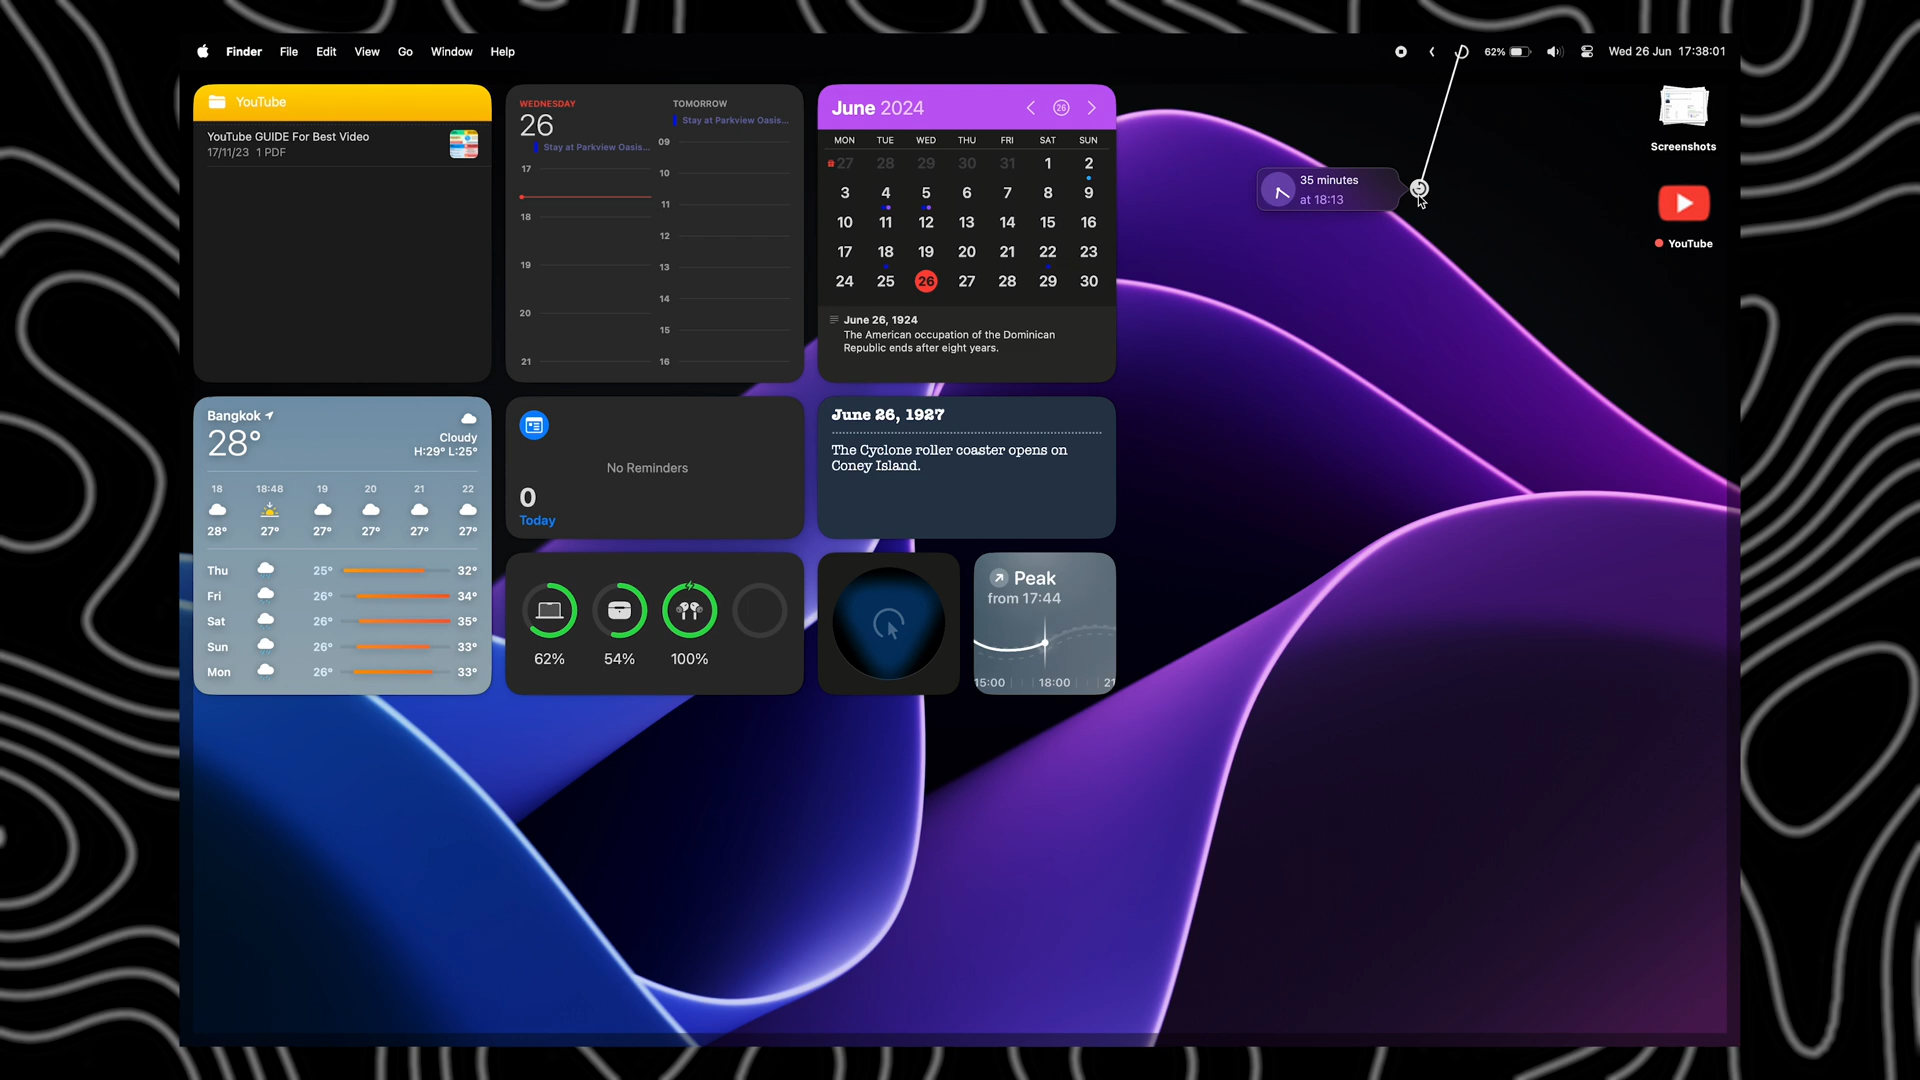 Finder File Edit View Go Window Help
62% Wed 26 Jun 17:38:01
YouTube
YouTube GUIDE For Best Video
17/11/23 1 PDF
WEDNESDAY
26
Stay at Parkview Oasis...
17
18
19
20
21
TOMORROW
Stay at Parkview Oasis...
09
10
11
12
13
14
15
16
June 2024
26
MON TUE WED THU FRI SAT SUN
27 28 29 30 31 1 2
3 4 5 6 7 8 9
10 11 12 13 14 15 16
17 18 19 20 21 22 23
24 25 26 27 28 29 30
June 26, 1924
The American occupation of the Dominican
Republic ends after eight years.
35 minutes
at 18:13
Screenshots
YouTube
Bangkok
28°
Cloudy
H:29° L:25°
18 18:48 19 20 21 22
28° 27° 27° 27° 27° 27°
Thu 25° 32°
Fri 26° 34°
Sat 26° 35°
Sun 26° 33°
Mon 26° 33°
No Reminders
0
Today
June 26, 1927
The Cyclone roller coaster opens on
Coney Island.
62% 54% 100%
Peak
from 17:44
15:00 18:00 21